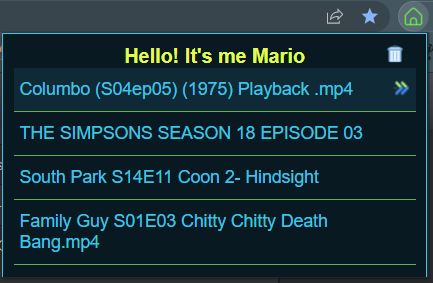 Hello! It's me Mario
Columbo (S04ep05) (1975) Playback .mp4
THE SIMPSONS SEASON 18 EPISODE 03
South Park S14E11 Coon 2- Hindsight
Family Guy S01E03 Chitty Chitty Death
Bang.mp4